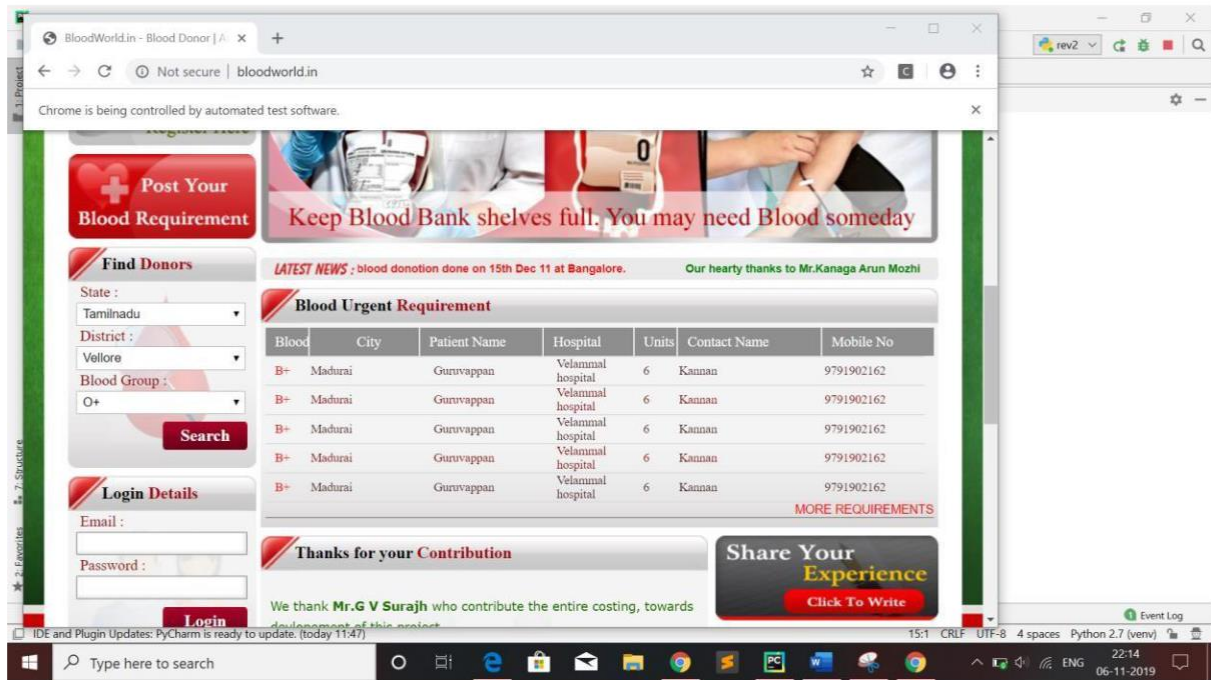 BloodWorld.in - Blood Donor | A
rev2
1: Project
Not secure | bloodworld.in
Chrome is being controlled by automated test software.
Register Here
Post Your
Blood Requirement
0
Keep Blood Bank shelves full. You may need Blood someday
Find Donors
State :
Tamilnadu
District :
Vellore
Blood Group :
O+
Search
LATEST NEWS : blood donotion done on 15th Dec 11 at Bangalore. Our hearty thanks to Mr.Kanaga Arun Mozhi
Blood Urgent Requirement
Blood City Patient Name Hospital Units Contact Name Mobile No
B+ Madurai Guruvappan Velammal hospital 6 Kannan 9791902162
B+ Madurai Guruvappan Velammal hospital 6 Kannan 9791902162
B+ Madurai Guruvappan Velammal hospital 6 Kannan 9791902162
B+ Madurai Guruvappan Velammal hospital 6 Kannan 9791902162
B+ Madurai Guruvappan Velammal hospital 6 Kannan 9791902162
MORE REQUIREMENTS
7: Structure
2: Favorites
Login Details
Email :
Password :
Login
Thanks for your Contribution
We thank Mr.G V Surajh who contribute the entire costing, towards
devlopement of this project
Share Your
Experience
Click To Write
Event Log
IDE and Plugin Updates: PyCharm is ready to update. (today 11:47)
15:1 CRLF UTF-8 4 spaces Python 2.7 (venv)
Type here to search
ENG
22:14
06-11-2019